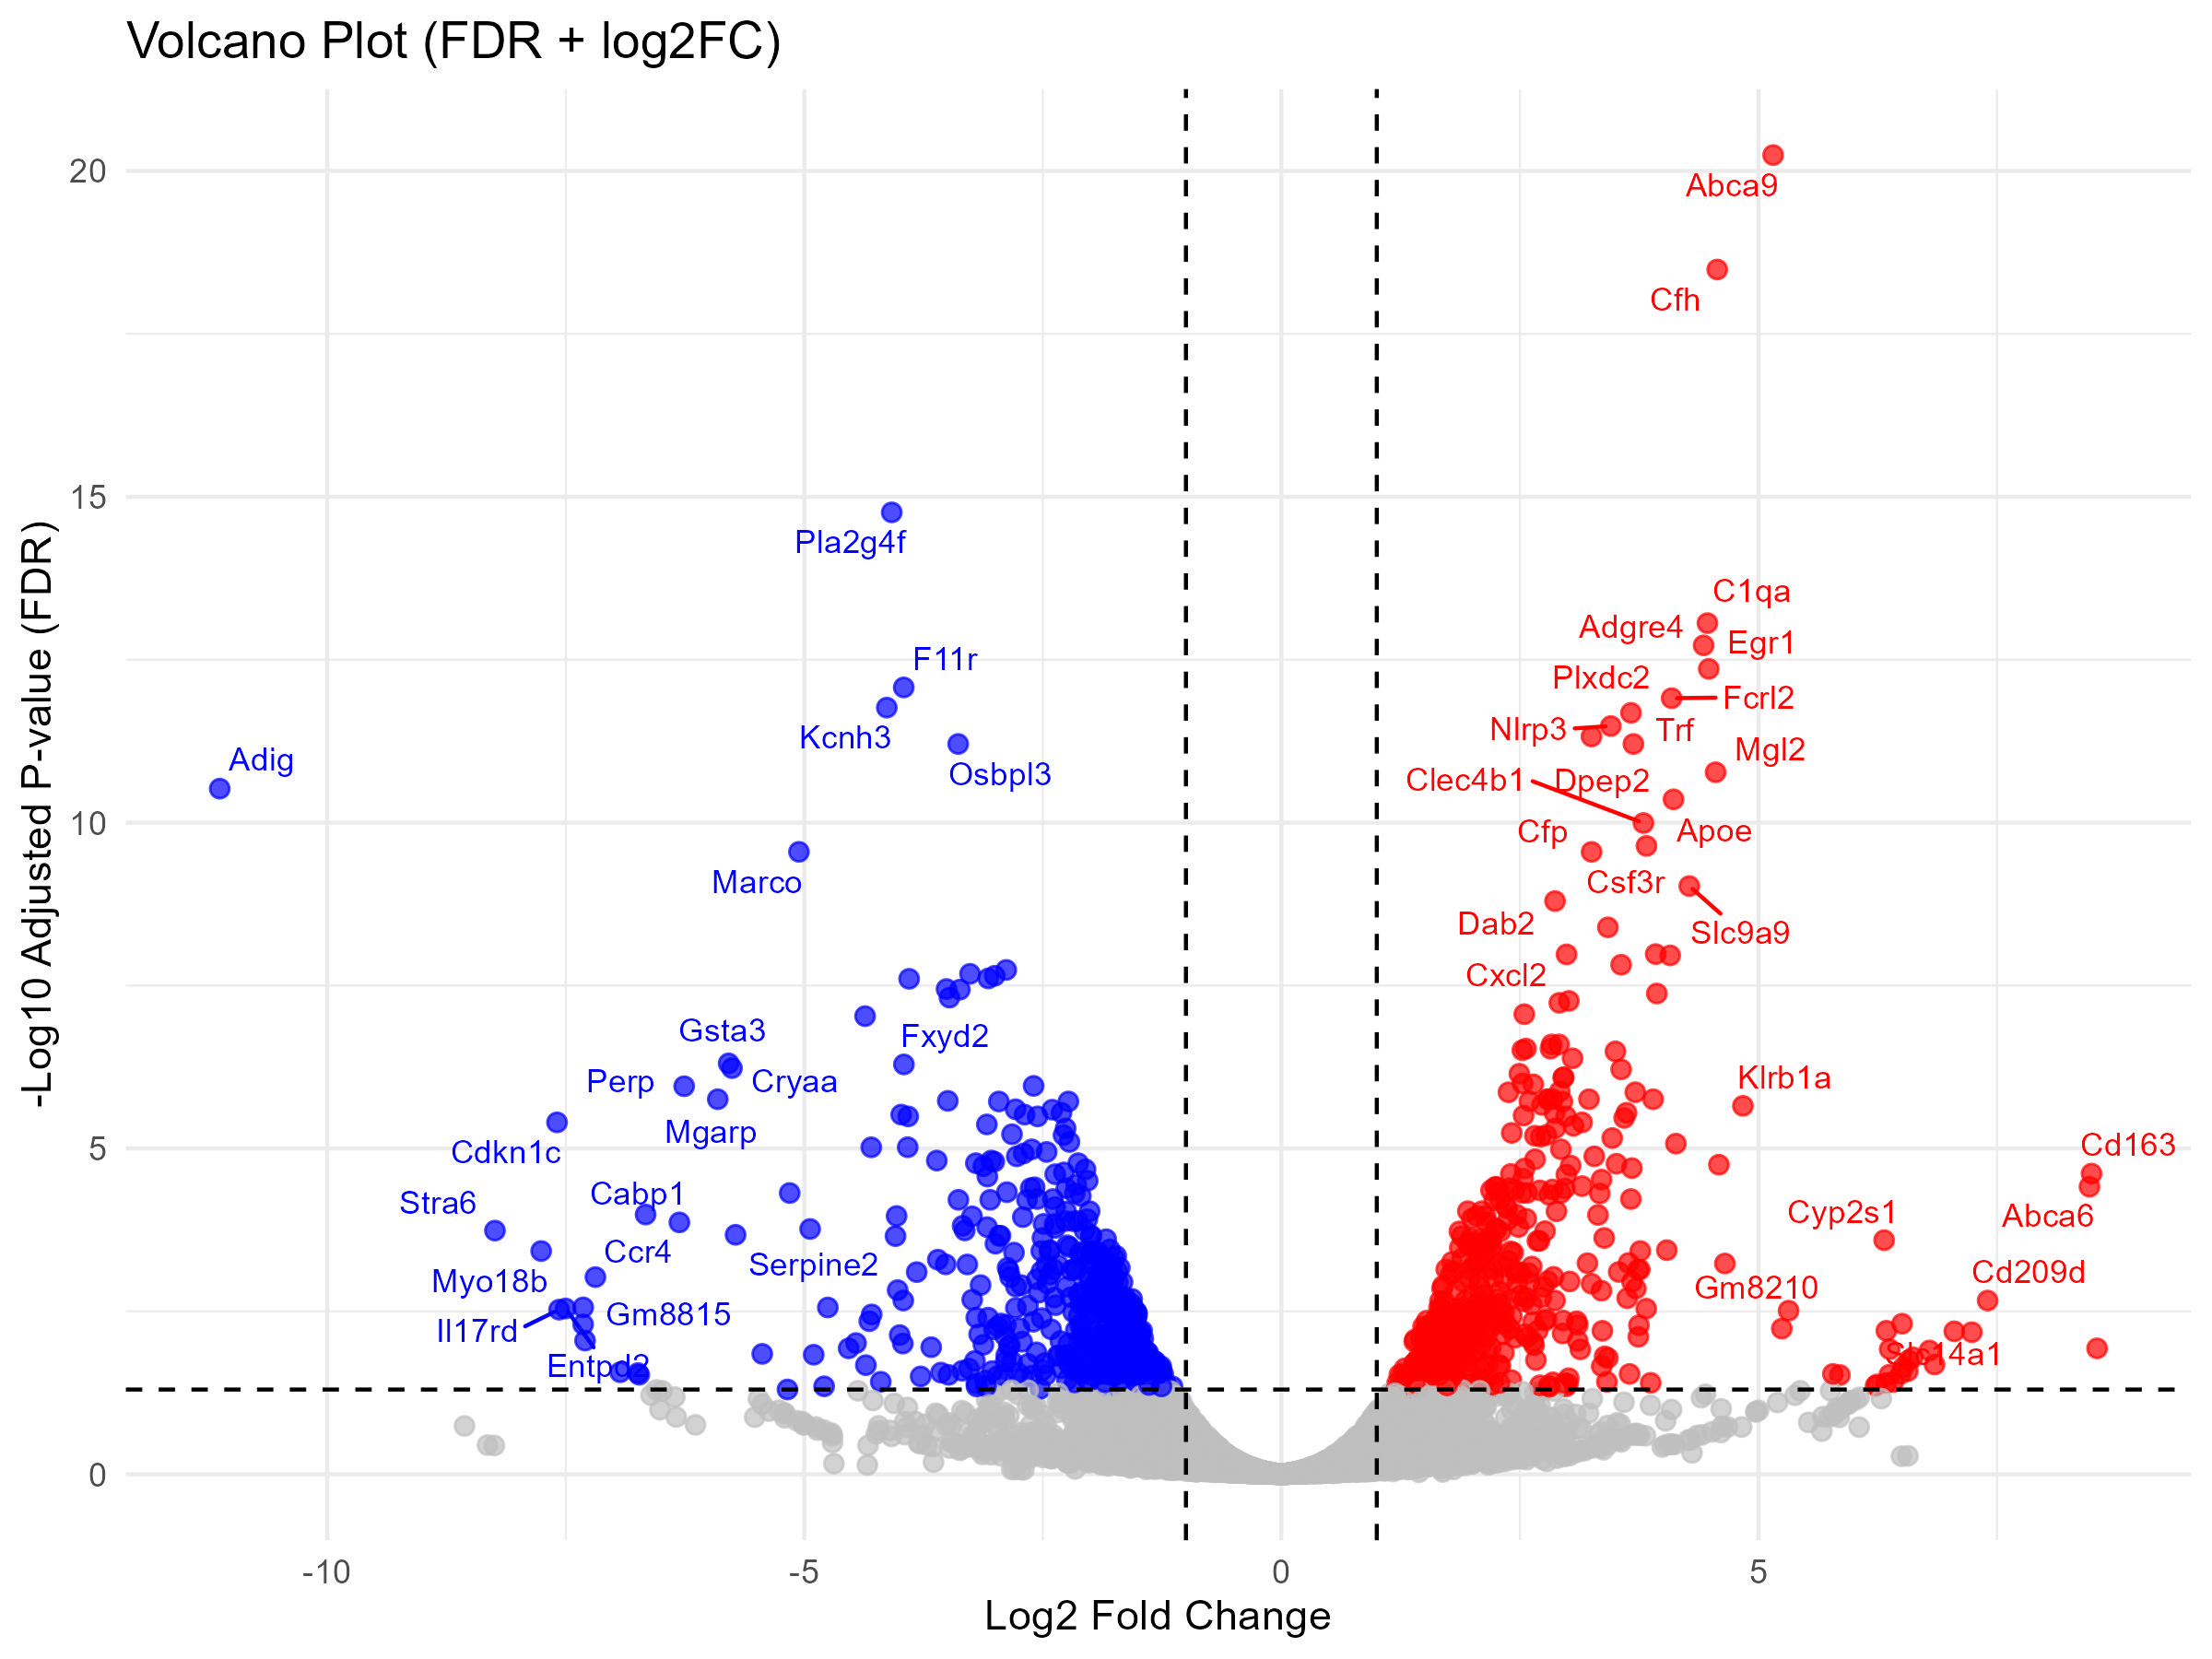 Volcano Plot (FDR + log2FC)
20
Abca9
Cfh
15
Pla2g4f
C1qa
Adgre4
Egr1
F11r
Plxdc2
Fcrl2
Nlrp3
Trf
Kcnh3
Mgl2
Adig
Osbpl3
Clec4b1
Dpep2
10
Cfp
Apoe
Marco
Csf3r
Dab2
Slc9a9
Cxcl2
Gsta3
Fxyd2
Perp
Cryaa
Klrb1a
Mgarp
5
Cdkn1c
Cd163
Stra6
Cabp1
Cyp2s1
Abca6
Ccr4
Serpine2
Cd209d
Myo18b
Gm8210
Gm8815
Il17rd
Slc14a1
Entpd2
0
-10
-5
0
5
Log2 Fold Change
-Log10 Adjusted P-value (FDR)